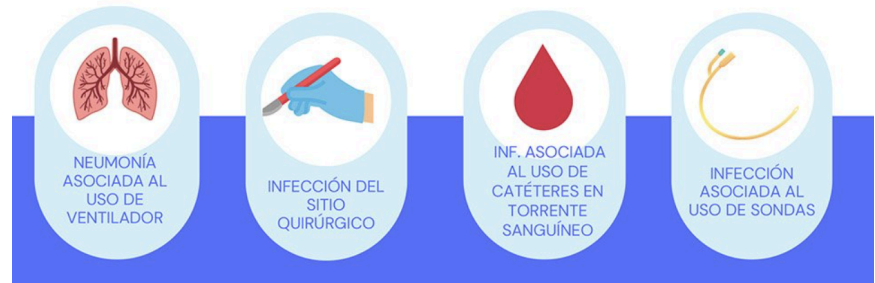 NEUMONÍA
ASOCIADA AL
USO DE
VENTILADOR
INFECCIÓN DEL
SITIO
QUIRÚRGICO
INF. ASOCIADA
AL USO DE
CATÉTERES EN
TORRENTE
SANGUÍNEO
INFECCIÓN
ASOCIADA AL
USO DE SONDAS